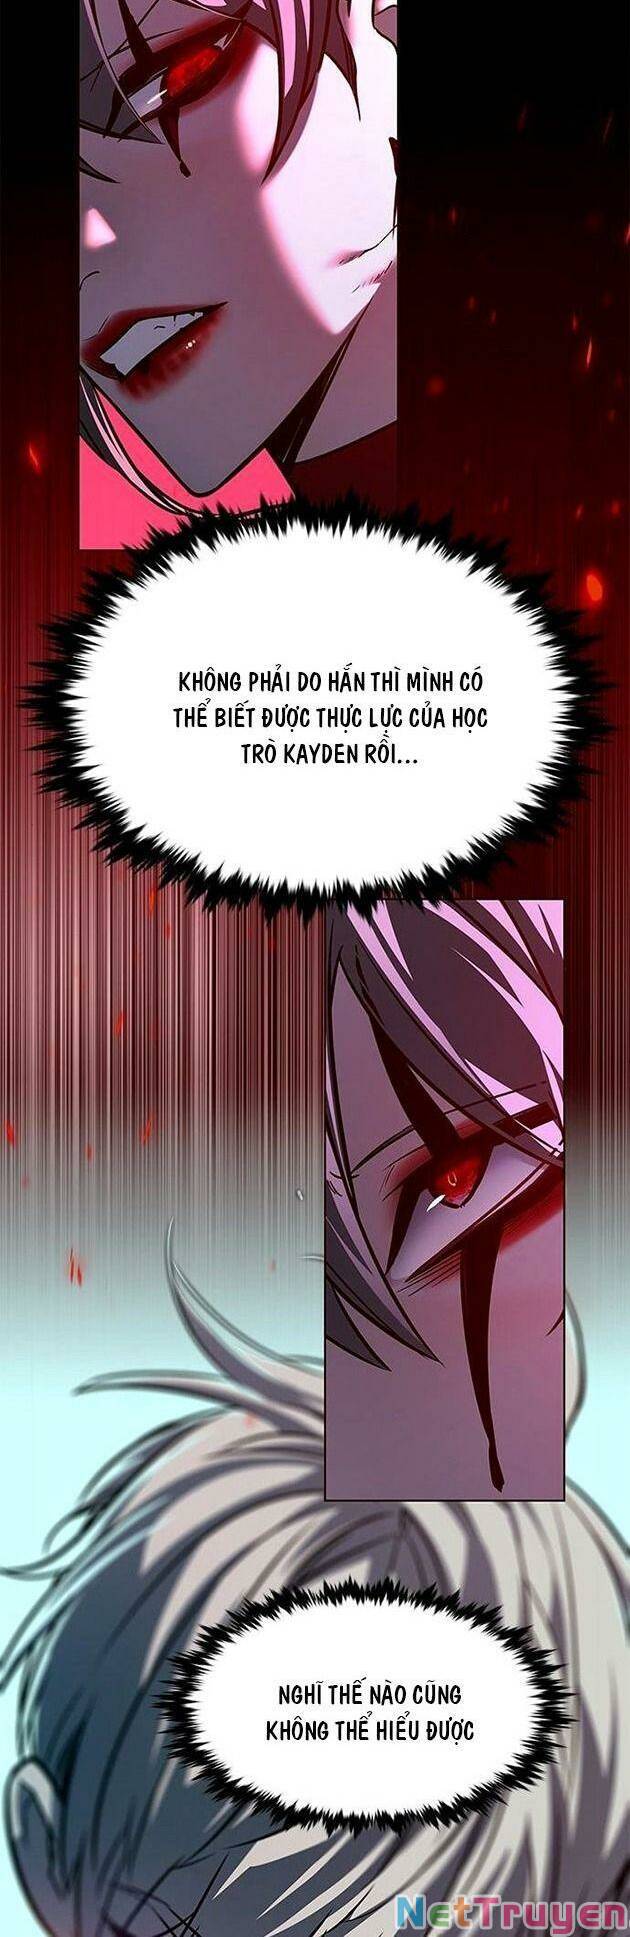 KHÔNG PHẢI DO HẮN THÌ MÌNH CÓ
THỂ BIẾT ĐƯỢC THỰC LỰC CỦA HỌC
TRÒ KAYDEN RỒI...
NGHĨ THẾ NÀO CŨNG
KHÔNG THỂ HIỂU ĐƯỢC
NetTruyen